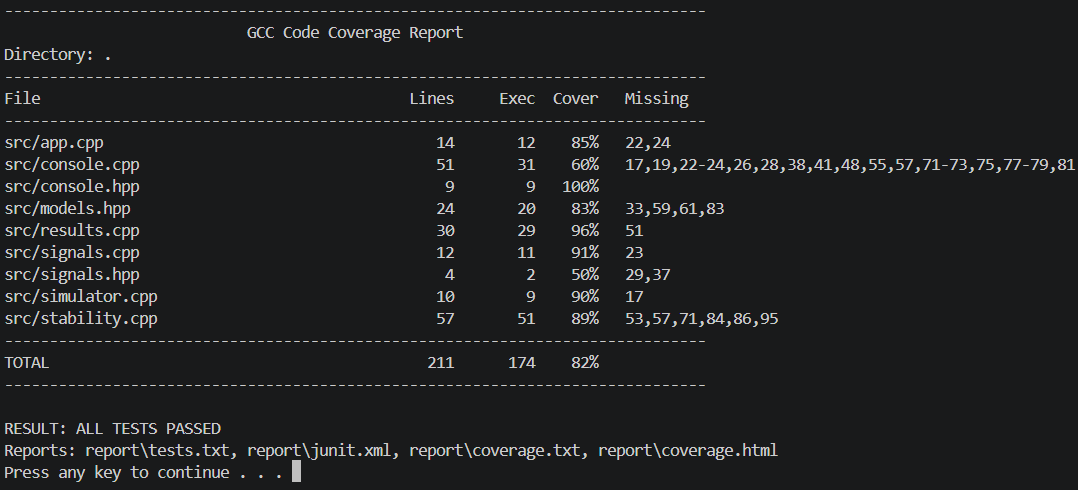 ------------------------------------------------------------------------------
                           GCC Code Coverage Report
Directory: .
------------------------------------------------------------------------------
File                                         Lines     Exec  Cover   Missing
------------------------------------------------------------------------------
src/app.cpp                                     14       12    85%   22,24
src/console.cpp                                 51       31    60%   17,19,22-24,26,28,38,41,48,55,57,71-73,75,77-79,81
src/console.hpp                                  9        9   100%
src/models.hpp                                  24       20    83%   33,59,61,83
src/results.cpp                                 30       29    96%   51
src/signals.cpp                                 12       11    91%   23
src/signals.hpp                                  4        2    50%   29,37
src/simulator.cpp                               10        9    90%   17
src/stability.cpp                               57       51    89%   53,57,71,84,86,95
------------------------------------------------------------------------------
TOTAL                                          211      174    82%
------------------------------------------------------------------------------
RESULT: ALL TESTS PASSED
Reports: report\tests.txt, report\junit.xml, report\coverage.txt, report\coverage.html
Press any key to continue . . .